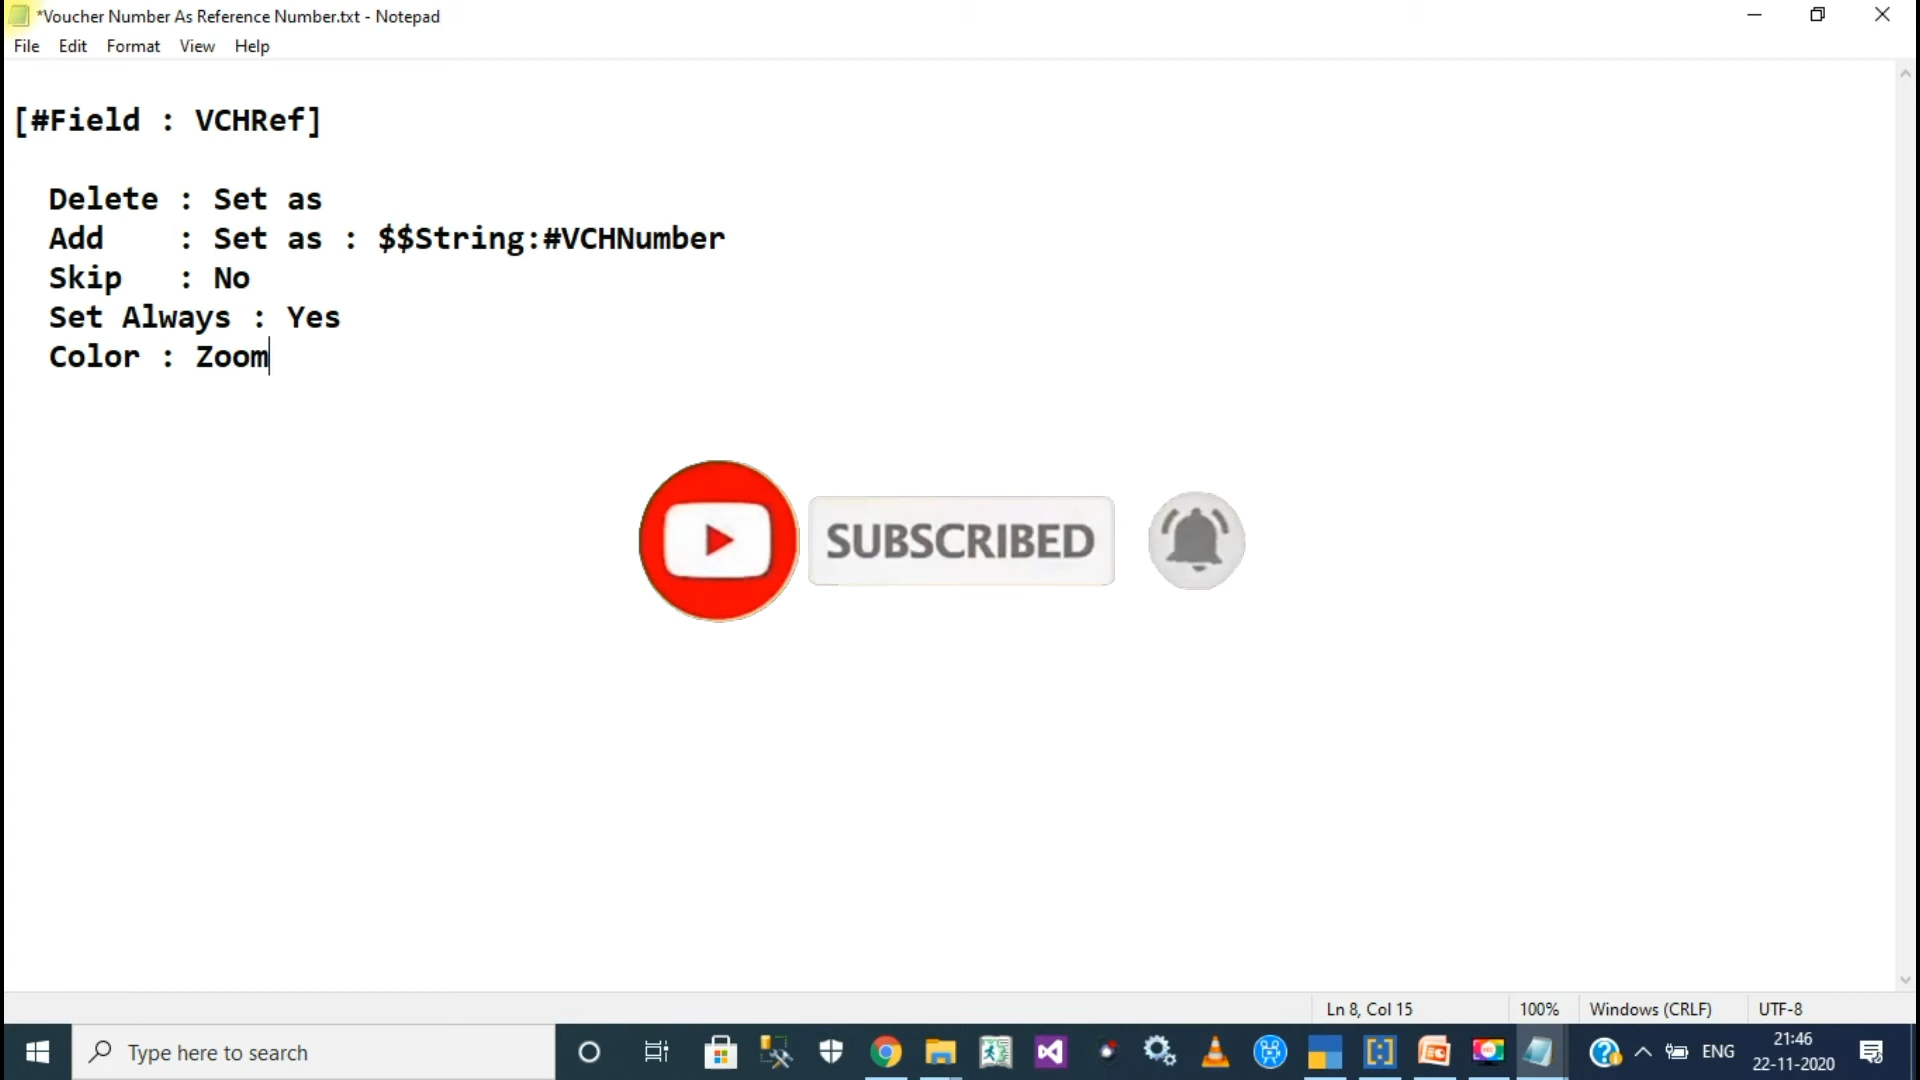 *Voucher Number As Reference Number.txt - Notepad
File Edit Format View Help
[#Field : VCHRef]
Delete : Set as
Add : Set as : $$String:#VCHNumber
Skip : No
Set Always : Yes
Color : Zoom
SUBSCRIBED
Ln 8, Col 15 100% Windows (CRLF) UTF-8
Type here to search
ENG
21:46
22-11-2020